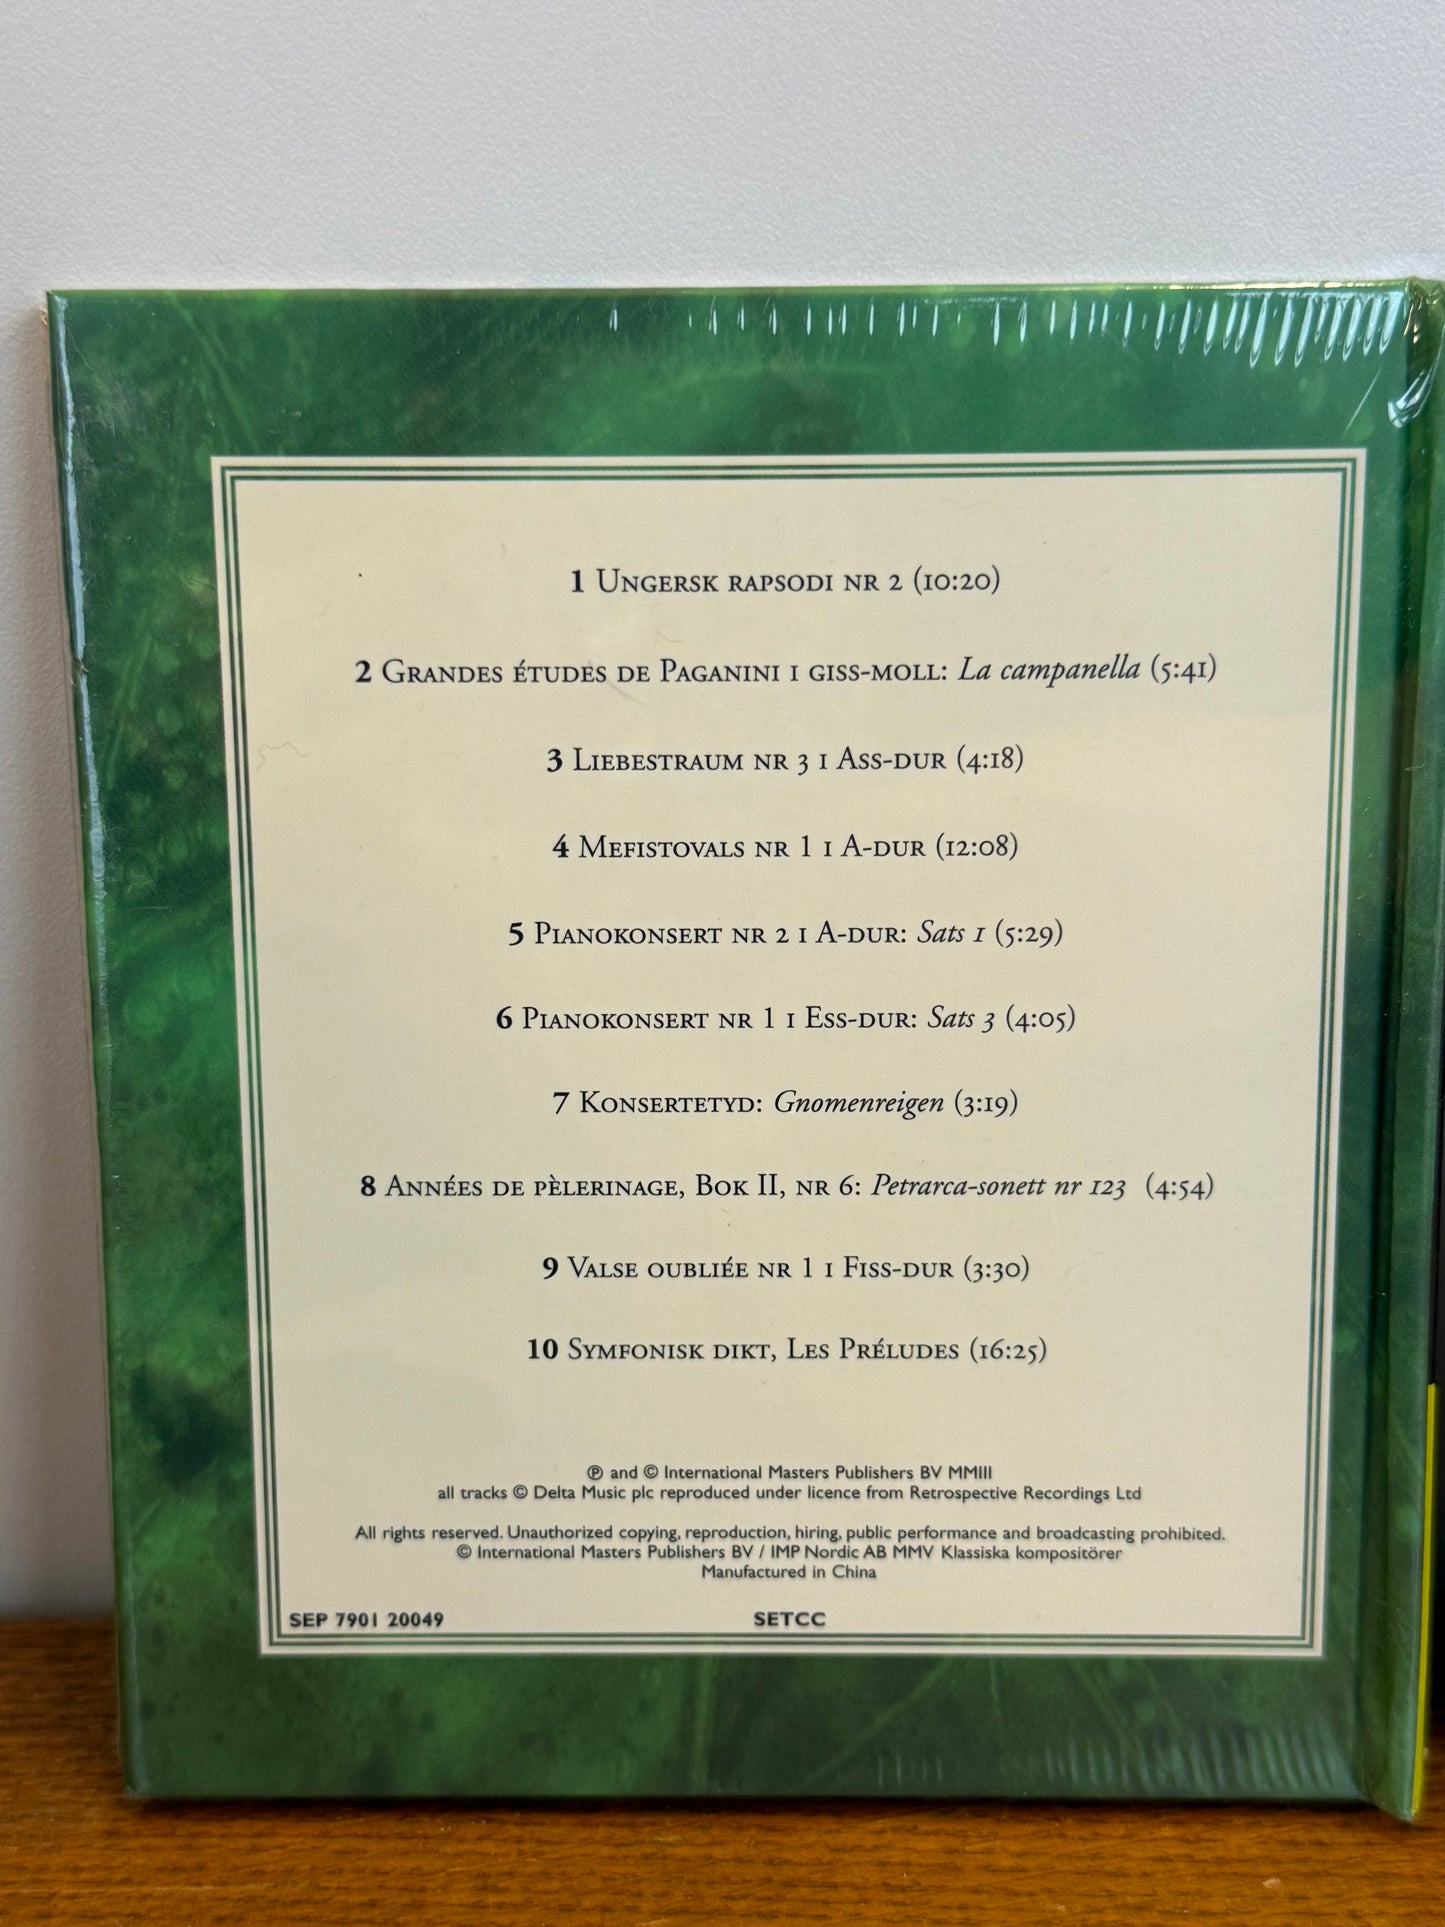 1 Ungersk rapsodi nr 2 (10:20)
2 Grandes études de Paganini i giss-moll: La campanella (5:41)
3 Liebestraum nr 3 i Ass-dur (4:18)
4 Mefistovals nr 1 i A-dur (12:08)
5 Pianokonsert nr 2 i A-dur: Sats 1 (5:29)
6 Pianokonsert nr 1 i Ess-dur: Sats 3 (4:05)
7 Konsertetyd: Gnomenreigen (3:19)
8 Années de pèlerinage, Bok II, nr 6: Petrarca-sonett nr 123 (4:54)
9 Valse oubliée nr 1 i Fiss-dur (3:30)
10 Symfonisk dikt, Les Préludes (16:25)
℗ and © International Masters Publishers BV MMIII
all tracks © Delta Music plc reproduced under licence from Retrospective Recordings Ltd
All rights reserved. Unauthorized copying, reproduction, hiring, public performance and broadcasting prohibited.
© International Masters Publishers BV / IMP Nordic AB MMV Klassiska kompositörer
Manufactured in China
SEP 7901 20049 SETCC